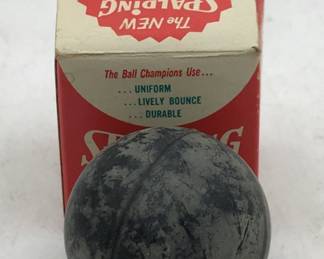 The NEW
SPALDING
The Ball Champions Use...
...UNIFORM
...LIVELY BOUNCE
...DURABLE